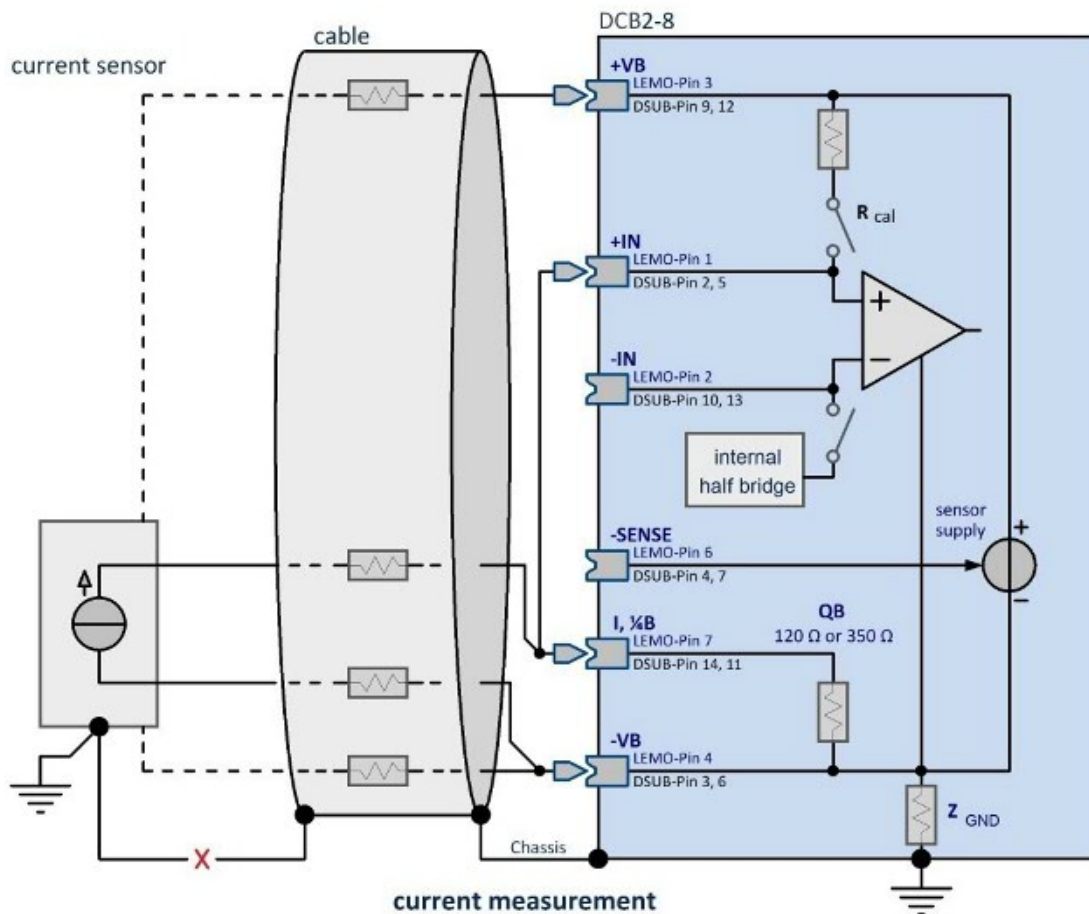 DCB2-8
cable
current sensor
+VB
LEMO-Pin 3
DSUB-Pin 9, 12
R cal
+IN
LEMO-Pin 1
DSUB-Pin 2, 5
+
-IN
LEMO-Pin 2
DSUB-Pin 10, 13
−
internal
half bridge
sensor
supply
+
−
-SENSE
LEMO-Pin 6
DSUB-Pin 4, 7
I, ¼B
LEMO-Pin 7
DSUB-Pin 14, 11
QB
120 Ω or 350 Ω
-VB
LEMO-Pin 4
DSUB-Pin 3, 6
Z GND
X
Chassis
current measurement